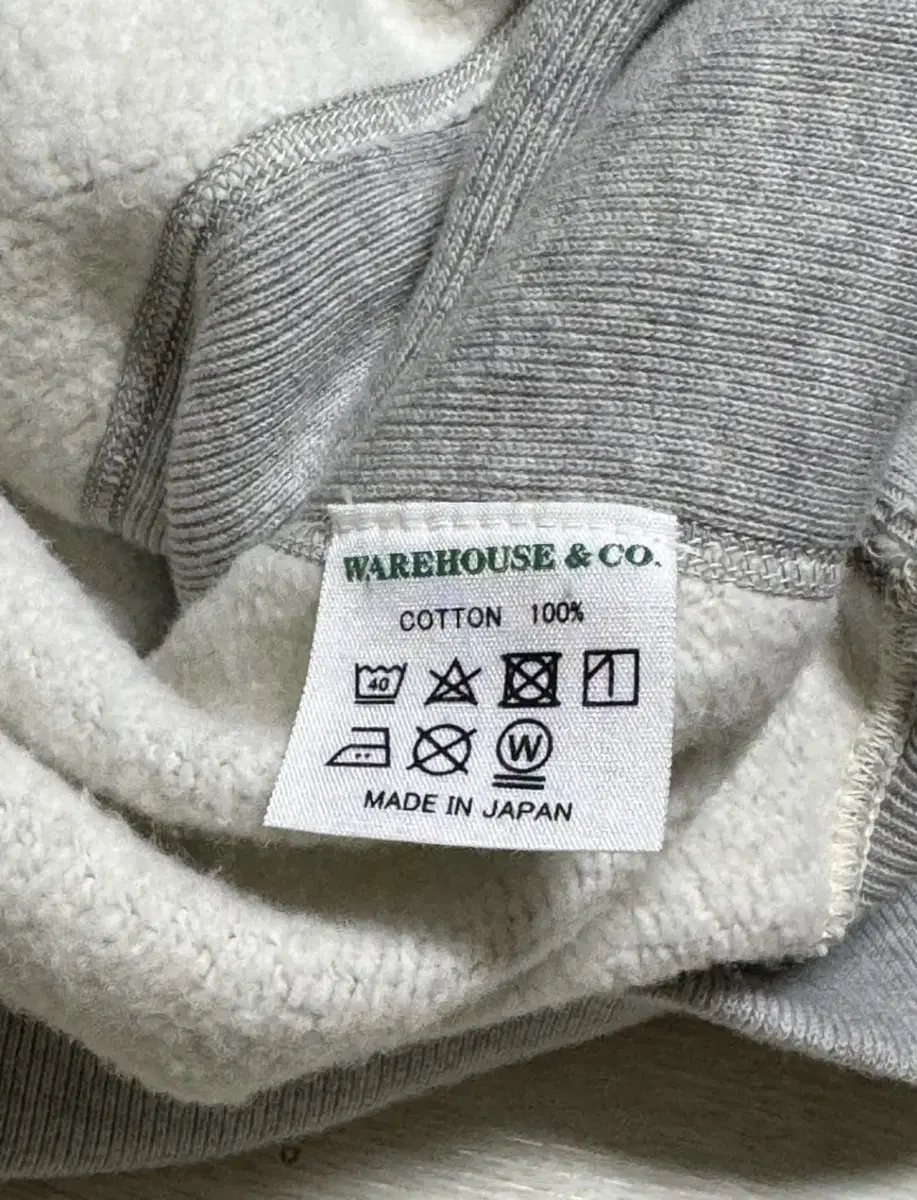 WAREHOUSE & CO.
COTTON 100%
40
W
MADE IN JAPAN